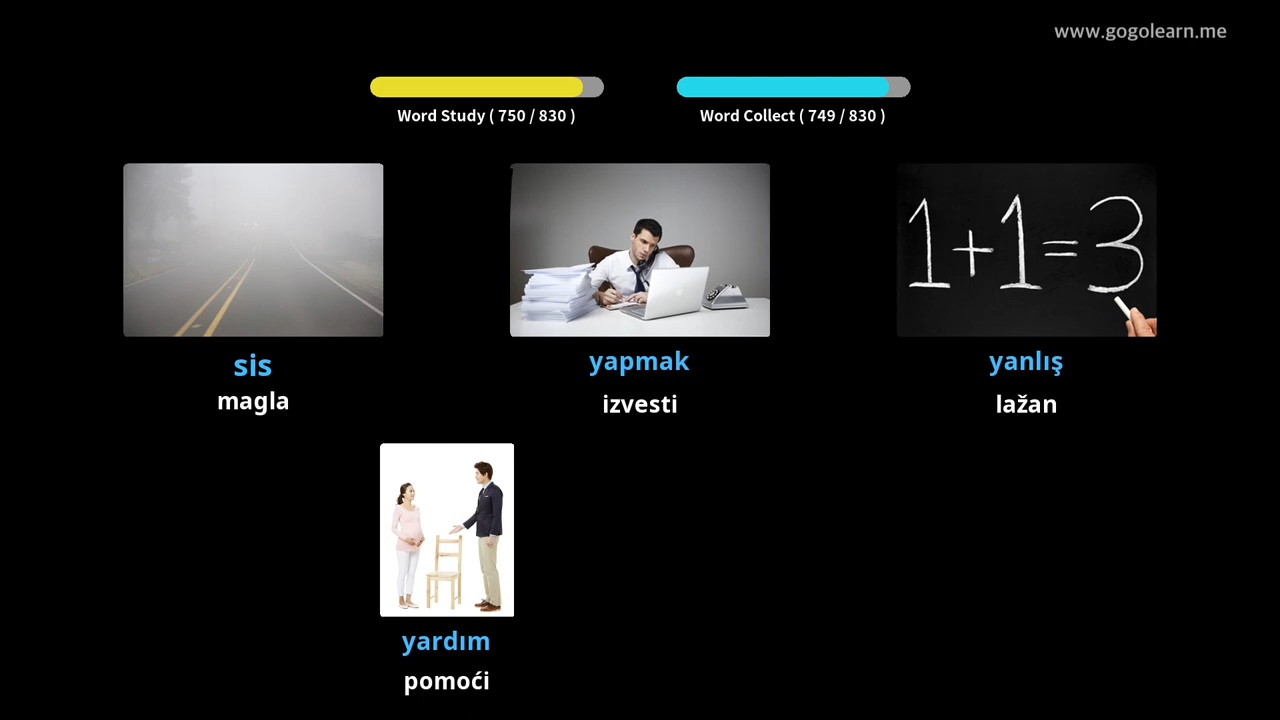 www.gogolearn.me
Word Study ( 750 / 830 )
Word Collect ( 749 / 830 )
1+1=3
sis
magla
yapmak
izvesti
yanlış
lažan
yardım
pomoći